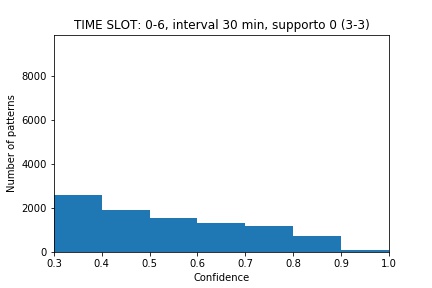 TIME SLOT: 0-6, interval 30 min, supporto 0 (3-3)
Number of patterns
8000
6000
4000
2000
0
0.3 0.4 0.5 0.6 0.7 0.8 0.9 1.0
Confidence